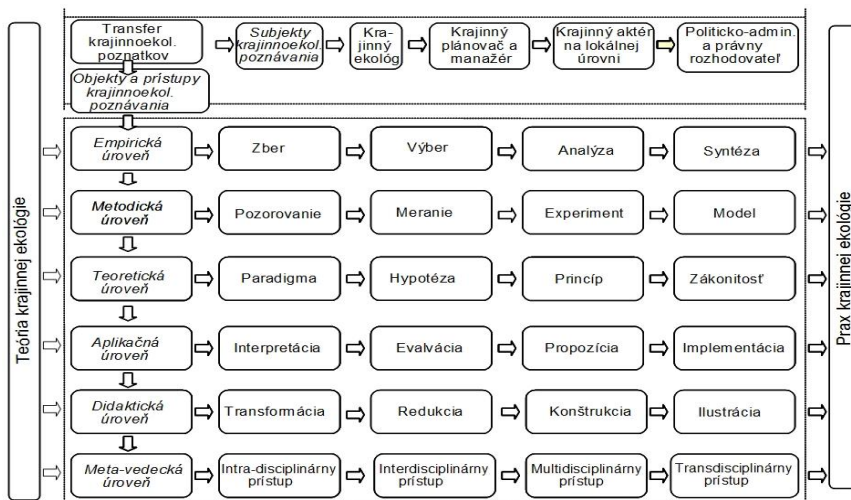 Transfer
krajinnoekol.
poznatkov
Subjekty
krajinnoekol.
poznávania
Kra-
jinný
ekológ
Krajinný
plánovač a
manažér
Krajinný aktér
na lokálnej
úrovni
Politicko-admin.
a právny
rozhodovateľ
Objekty a prístupy
krajinnoekol.
poznávania
Teória krajinnej ekológie
Empirická
úroveň
Zber
Výber
Analýza
Syntéza
Metodická
úroveň
Pozorovanie
Meranie
Experiment
Model
Teoretická
úroveň
Paradigma
Hypotéza
Princíp
Zákonitosť
Aplikačná
úroveň
Interpretácia
Evalvácia
Propozícia
Implementácia
Didaktická
úroveň
Transformácia
Redukcia
Konštrukcia
Ilustrácia
Meta-vedecká
úroveň
Intra-disciplinárny
prístup
Interdisciplinárny
prístup
Multidisciplinárny
prístup
Transdisciplinárny
prístup
Prax krajinnej ekológie